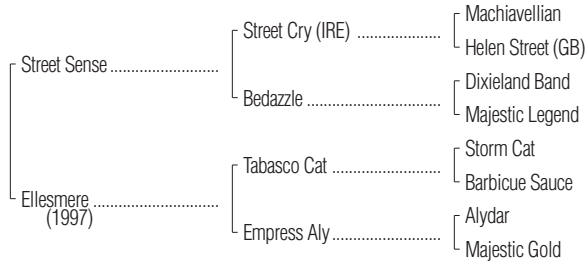 Machiavellian
Street Cry (IRE) ..................
Helen Street (GB)
Street Sense ........................
Dixieland Band
Bedazzle ..............................
Majestic Legend
Storm Cat
Tabasco Cat ........................
Barbicue Sauce
Ellesmere ............................
(1997)
Alydar
Empress Aly ........................
Majestic Gold